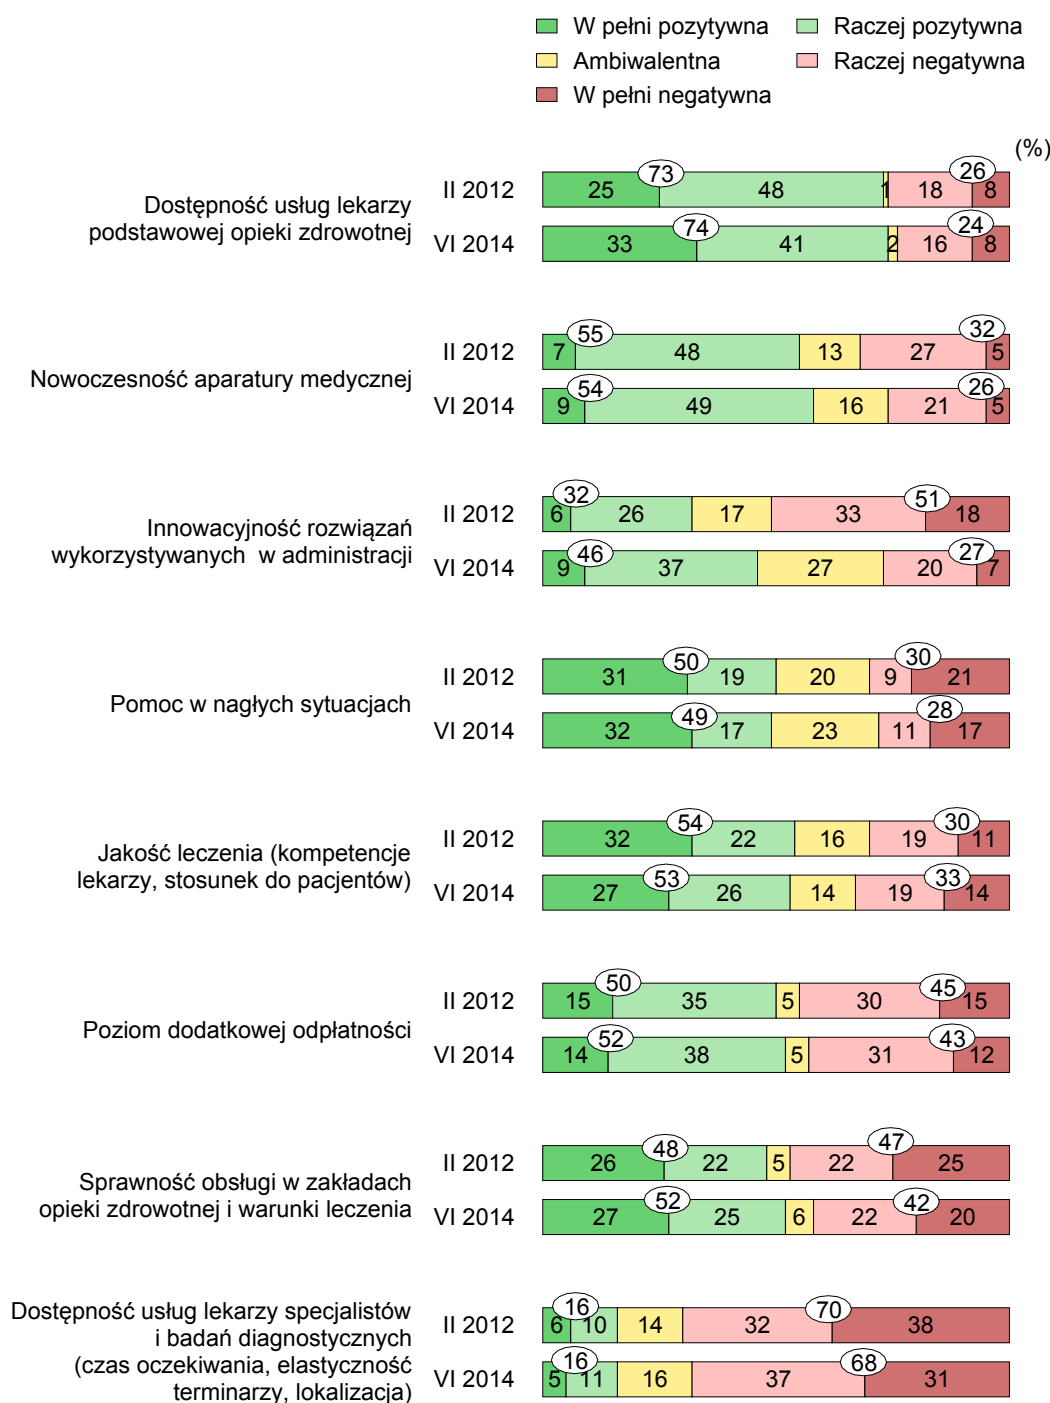 W pełni pozytywna Raczej pozytywna
Ambiwalentna Raczej negatywna
W pełni negatywna
(%)
Dostępność usług lekarzy
podstawowej opieki zdrowotnej
II 2012 25 73 48 1 18 26 8
VI 2014 33 74 41 2 16 24 8
Nowoczesność aparatury medycznej
II 2012 7 55 48 13 27 32 5
VI 2014 9 54 49 16 21 26 5
Innowacyjność rozwiązań
wykorzystywanych w administracji
II 2012 6 32 26 17 33 51 18
VI 2014 9 46 37 27 20 27 7
Pomoc w nagłych sytuacjach
II 2012 31 50 19 20 9 30 21
VI 2014 32 49 17 23 11 28 17
Jakość leczenia (kompetencje
lekarzy, stosunek do pacjentów)
II 2012 32 54 22 16 19 30 11
VI 2014 27 53 26 14 19 33 14
Poziom dodatkowej odpłatności
II 2012 15 50 35 5 30 45 15
VI 2014 14 52 38 5 31 43 12
Sprawność obsługi w zakładach
opieki zdrowotnej i warunki leczenia
II 2012 26 48 22 5 22 47 25
VI 2014 27 52 25 6 22 42 20
Dostępność usług lekarzy specjalistów
i badań diagnostycznych
(czas oczekiwania, elastyczność
terminarzy, lokalizacja)
II 2012 6 16 10 14 32 70 38
VI 2014 5 16 11 16 37 68 31